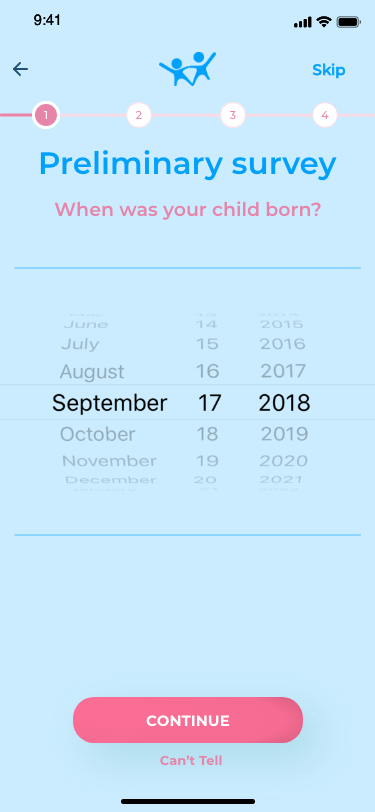 9:41
Skip
1 2 3 4
Preliminary survey
When was your child born?
June 14 2015
July 15 2016
August 16 2017
September 17 2018
October 18 2019
November 19 2020
December 20 2021
CONTINUE
Can't Tell